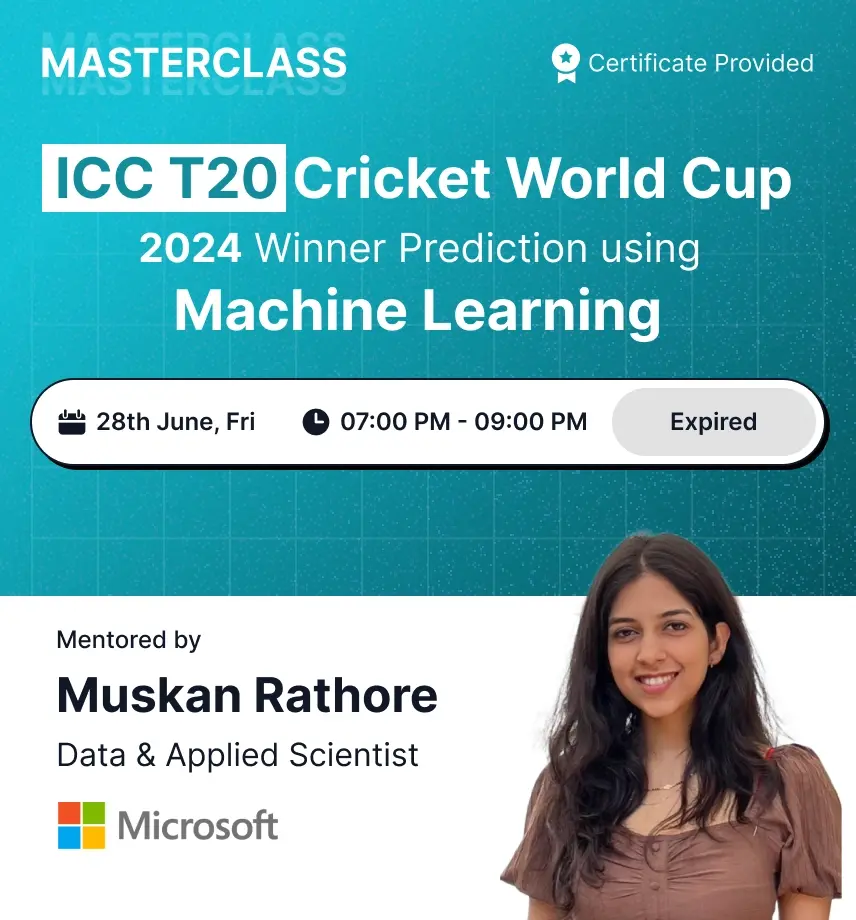 MASTERCLASS
Certificate Provided
ICC T20 Cricket World Cup
2024 Winner Prediction using
Machine Learning
28th June, Fri
07:00 PM - 09:00 PM
Expired
Mentored by
Muskan Rathore
Data & Applied Scientist
Microsoft